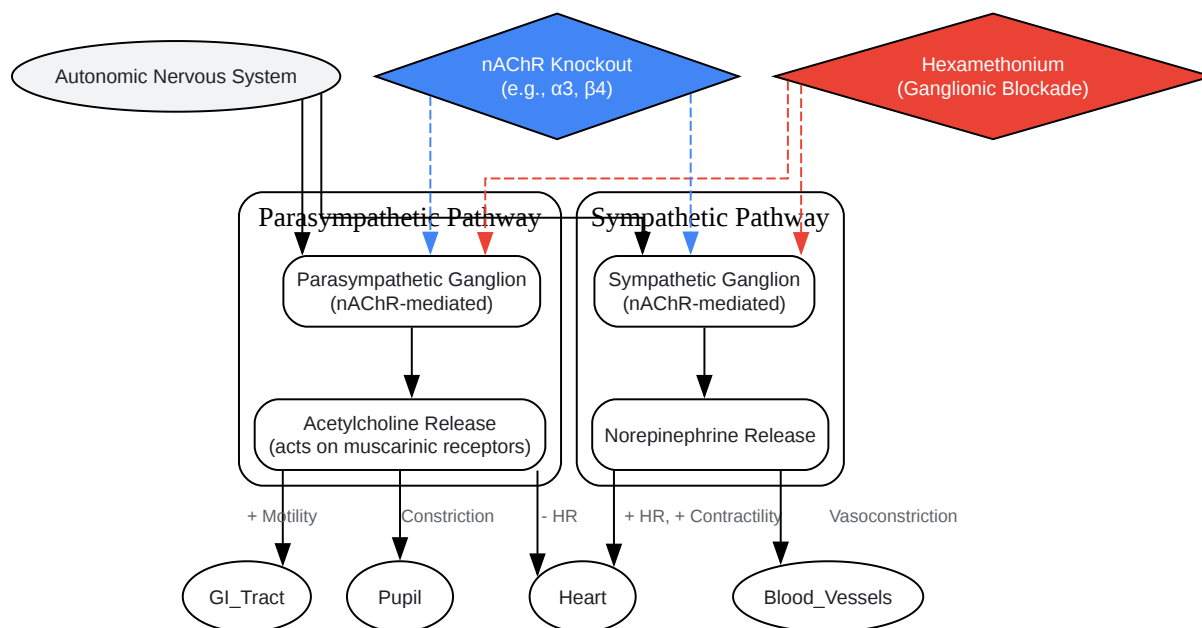 Autonomic Nervous System
nAChR Knockout
(e.g., α3, β4)
Hexamethonium
(Ganglionic Blockade)
Parasympathetic Pathway
Sympathetic Pathway
Parasympathetic Ganglion
(nAChR-mediated)
Sympathetic Ganglion
(nAChR-mediated)
Acetylcholine Release
(acts on muscarinic receptors)
Norepinephrine Release
+ Motility
Constriction
- HR
+ HR, + Contractility
Vasoconstriction
GI_Tract
Pupil
Heart
Blood_Vessels